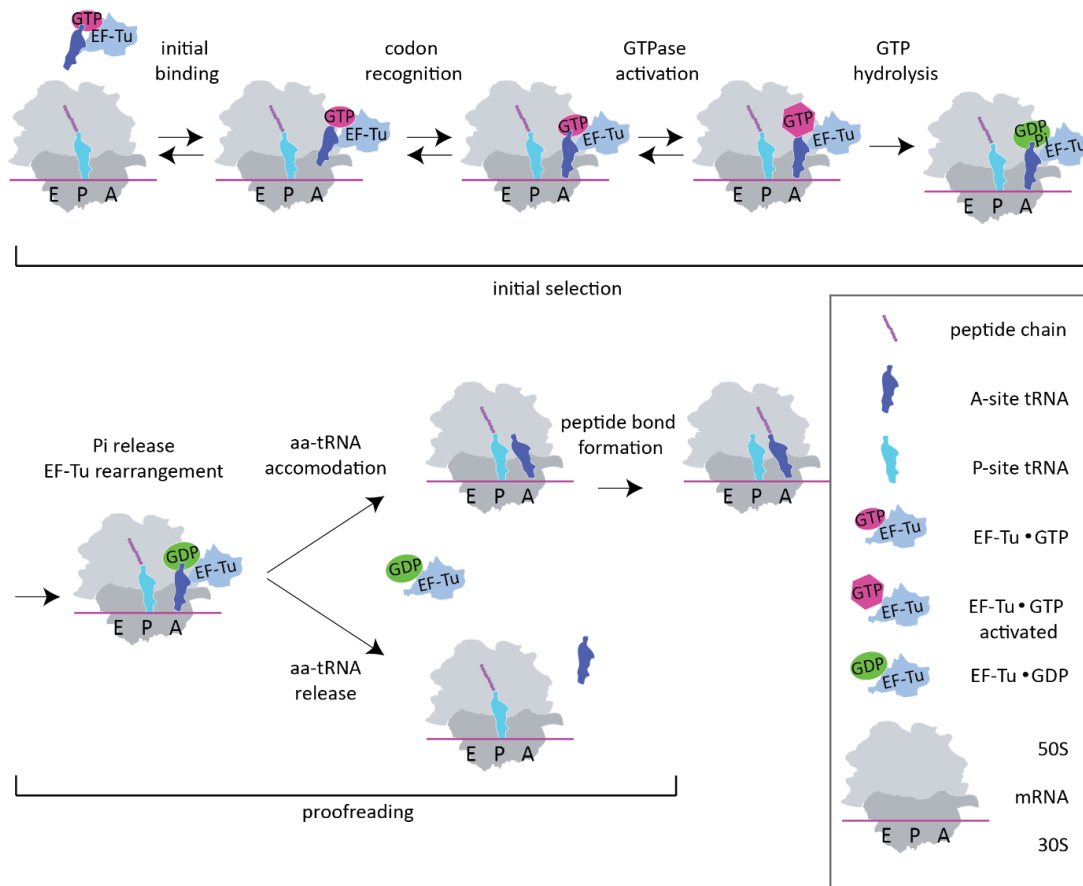 GTP
EF-Tu
initial
binding
codon
recognition
GTPase
activation
GTP
hydrolysis
E P A
GTP
EF-Tu
E P A
GTP
EF-Tu
E P A
GTP
EF-Tu
E P A
GDP
Pi
EF-Tu
E P A
initial selection
Pi release
EF-Tu rearrangement
GDP
EF-Tu
E P A
aa-tRNA
accomodation
E P A
peptide bond
formation
E P A
GDP
EF-Tu
aa-tRNA
release
E P A
proofreading
peptide chain
A-site tRNA
P-site tRNA
GTP
EF-Tu
EF-Tu • GTP
GTP
EF-Tu
EF-Tu • GTP
activated
GDP
EF-Tu
EF-Tu • GDP
50S
mRNA
30S
E P A